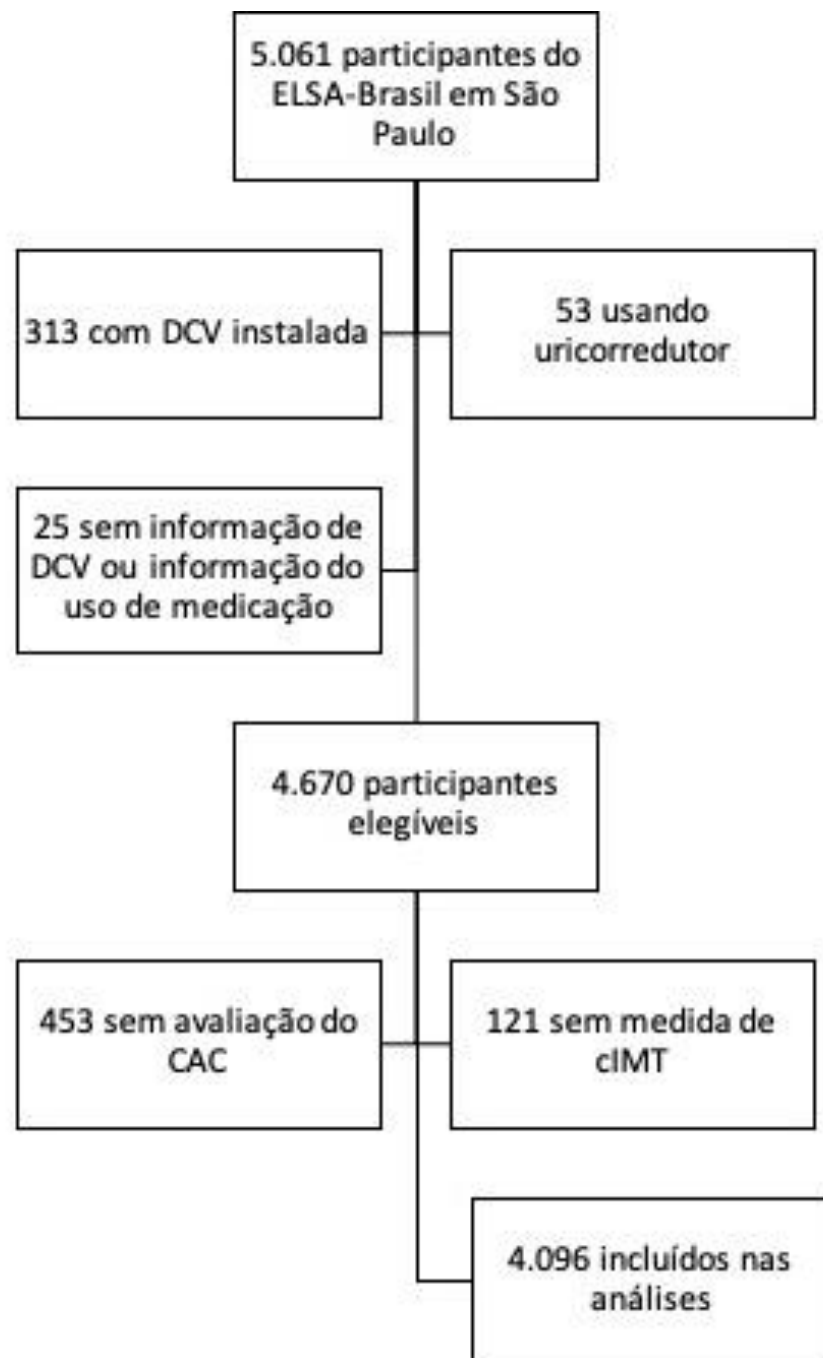 5.061 participantes do
ELSA-Brasil em São
Paulo
313 com DCV instalada
53 usando
uricorredutor
25 sem informação de
DCV ou informação do
uso de medicação
4.670 participantes
elegíveis
453 sem avaliação do
CAC
121 sem medida de
cIMT
4.096 incluídos nas
análises